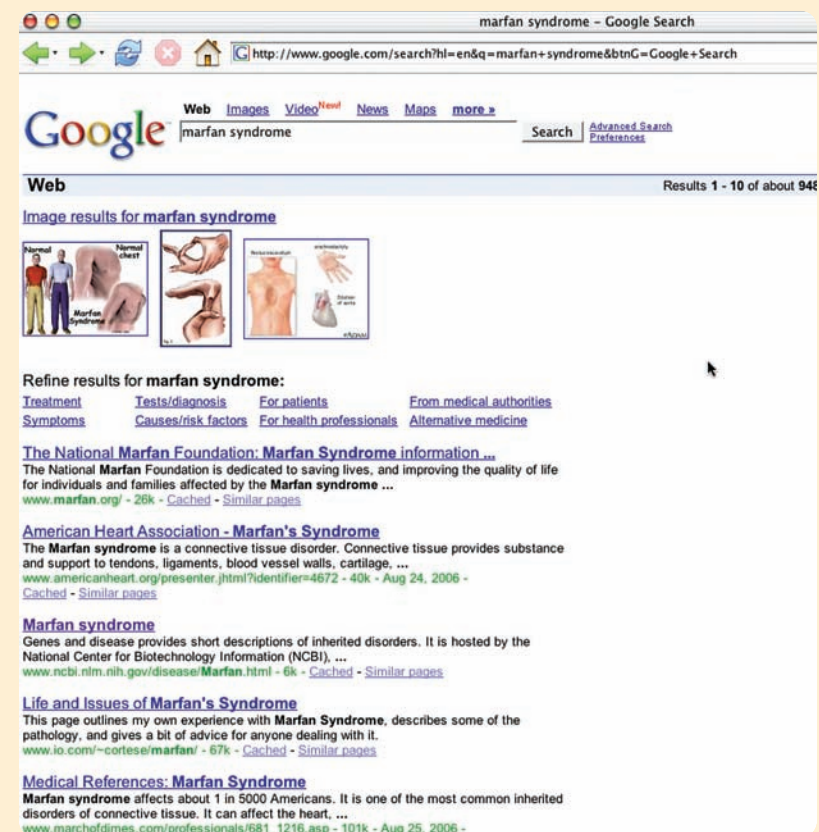 marfan syndrome – Google Search
G http://www.google.com/search?hl=en&q=marfan+syndrome&btnG=Google+Search
Web Images Video New! News Maps more »
Google
marfan syndrome Search Advanced Search
Preferences
Web Results 1 - 10 of about 948
Image results for marfan syndrome
Normal Normal chest
Marfan Syndrome
Refine results for marfan syndrome:
Treatment Tests/diagnosis For patients From medical authorities
Symptoms Causes/risk factors For health professionals Alternative medicine
The National Marfan Foundation: Marfan Syndrome information ...
The National Marfan Foundation is dedicated to saving lives, and improving the quality of life
for individuals and families affected by the Marfan syndrome ...
www.marfan.org/ - 26k - Cached - Similar pages
American Heart Association - Marfan's Syndrome
The Marfan syndrome is a connective tissue disorder. Connective tissue provides substance
and support to tendons, ligaments, blood vessel walls, cartilage, ...
www.americanheart.org/presenter.jhtml?identifier=4672 - 40k - Aug 24, 2006 -
Cached - Similar pages
Marfan syndrome
Genes and disease provides short descriptions of inherited disorders. It is hosted by the
National Center for Biotechnology Information (NCBI), ...
www.ncbi.nlm.nih.gov/disease/Marfan.html - 6k - Cached - Similar pages
Life and Issues of Marfan's Syndrome
This page outlines my own experience with Marfan Syndrome, describes some of the
pathology, and gives a bit of advice for anyone dealing with it.
www.io.com/~cortese/marfan/ - 67k - Cached - Similar pages
Medical References: Marfan Syndrome
Marfan syndrome affects about 1 in 5000 Americans. It is one of the most common inherited
disorders of connective tissue. It can affect the heart, ...
www.marchofdimes.com/professionals/681_1216.asp - 101k - Aug 25, 2006 -